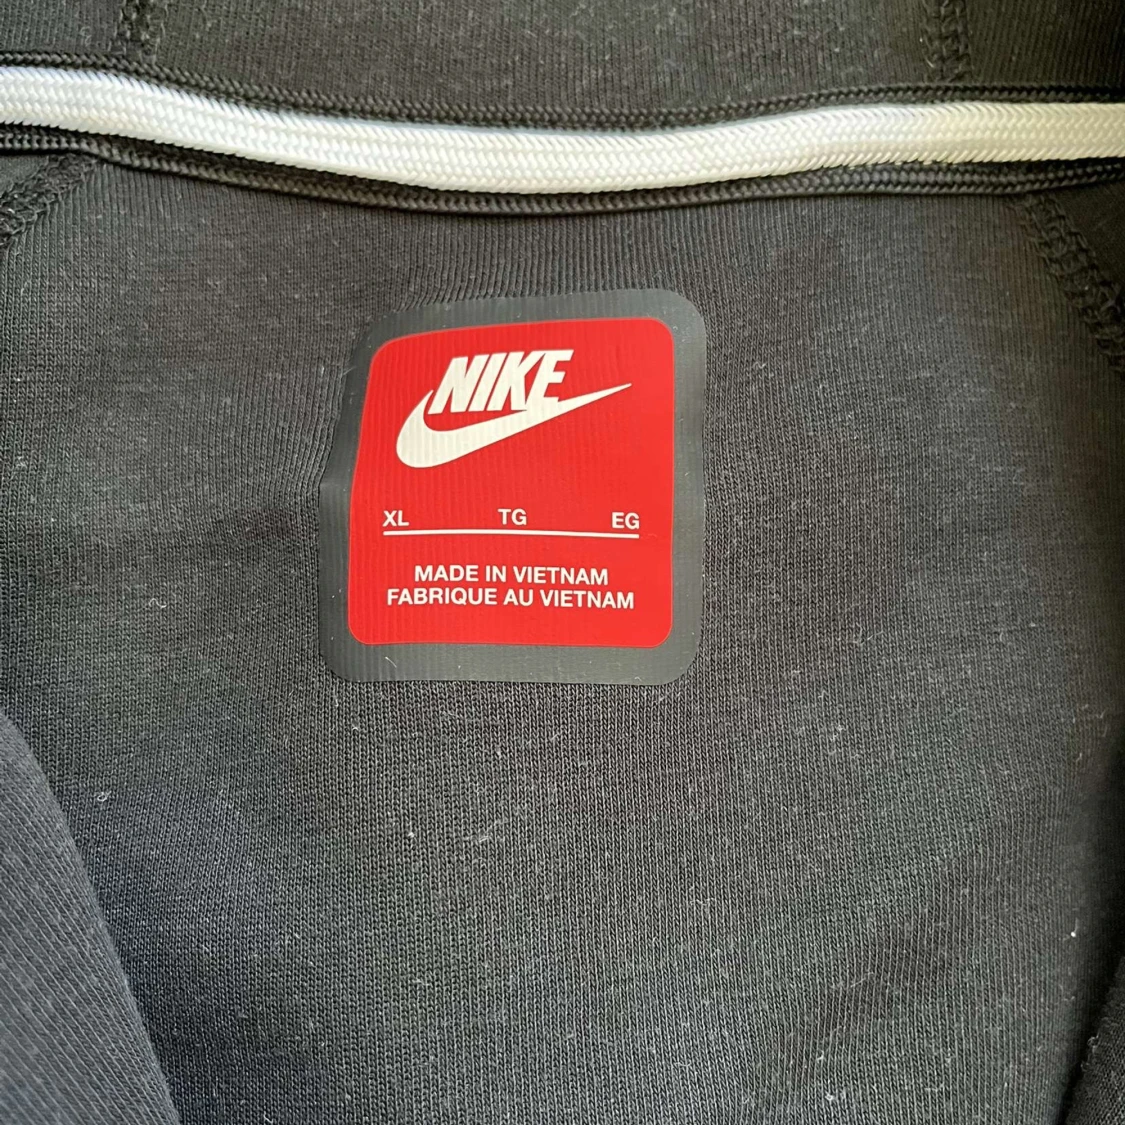 NIKE
XL TG EG
MADE IN VIETNAM
FABRIQUE AU VIETNAM